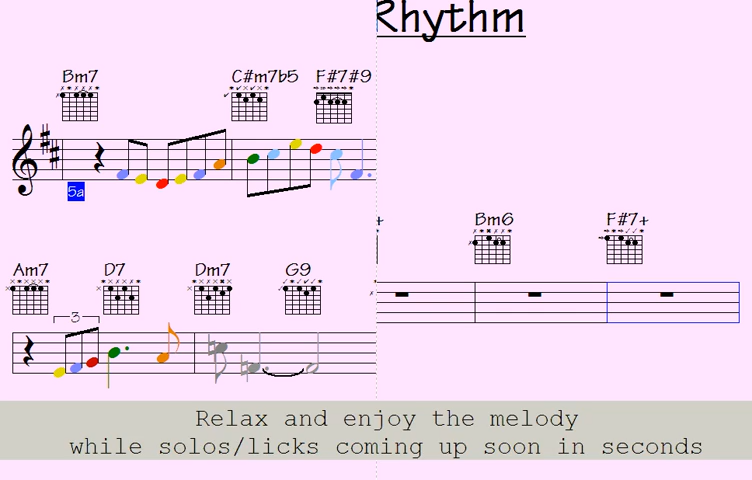 Rhythm
Bm7 C#m7b5 F#7#9
5a
+ Bm6 F#7+
Am7 D7 Dm7 G9
3
Relax and enjoy the melody
while solos/licks coming up soon in seconds